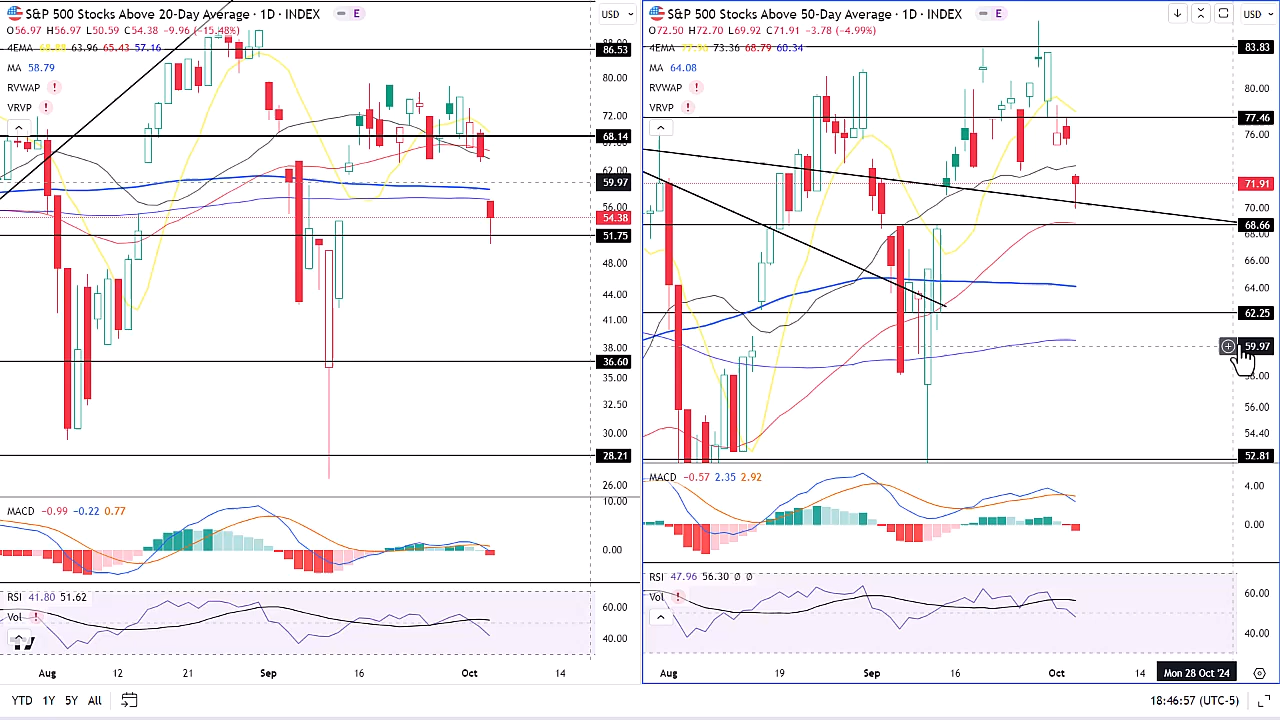 S&P 500 Stocks Above 20-Day Average · 1D · INDEX
E
USD
O56.97 H56.97 L50.59 C54.38 -9.96 (-15.48%)
4EMA 63.96 65.43 57.16
MA 58.79
RVWAP !
VRVP !
86.53
80.00
72.00
68.14
62.00
59.97
56.00
54.38
51.75
48.00
44.00
41.00
38.00
36.60
35.00
32.50
30.00
28.21
26.00
MACD -0.99 -0.22 0.77
10.00
0.00
RSI 41.80 51.62
Vol !
60.00
40.00
Aug 12 21 Sep 16 Oct 14
S&P 500 Stocks Above 50-Day Average · 1D · INDEX
E
USD
O72.50 H72.70 L69.92 C71.91 -3.78 (-4.99%)
4EMA 73.36 68.79 60.34
MA 64.08
RVWAP !
VRVP !
83.83
80.00
77.46
76.00
71.91
70.00
68.66
68.00
66.00
64.00
62.25
59.97
58.00
56.00
54.40
52.81
MACD -0.57 2.35 2.92
4.00
0.00
RSI 47.96 56.30 Ø Ø
Vol !
60.00
40.00
Aug 19 Sep 16 Oct 14 Mon 28 Oct '24
YTD 1Y 5Y All
18:46:57 (UTC-5)